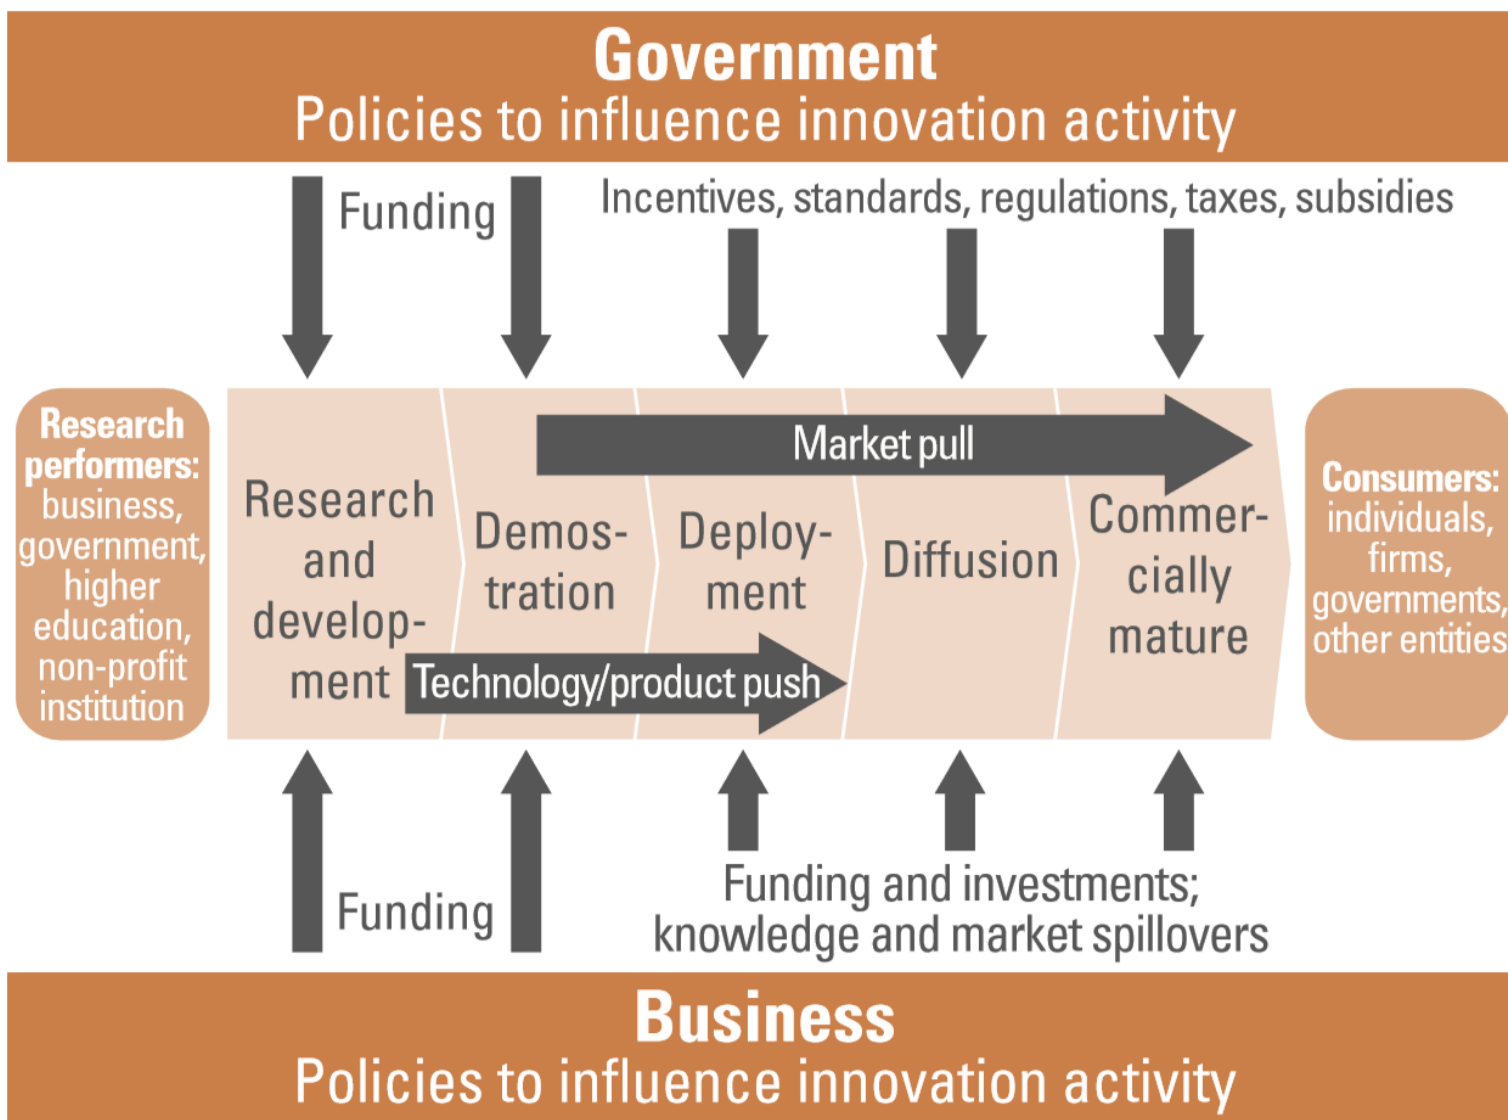 Government
Policies to influence innovation activity
Funding
Incentives, standards, regulations, taxes, subsidies
Research
performers:
business,
government,
higher
education,
non-profit
institution
Research
and
develop-
ment
Demos-
tration
Deploy-
ment
Diffusion
Commer-
cially
mature
Market pull
Technology/product push
Consumers:
individuals,
firms,
governments,
other entities
Funding
Funding and investments;
knowledge and market spillovers
Business
Policies to influence innovation activity